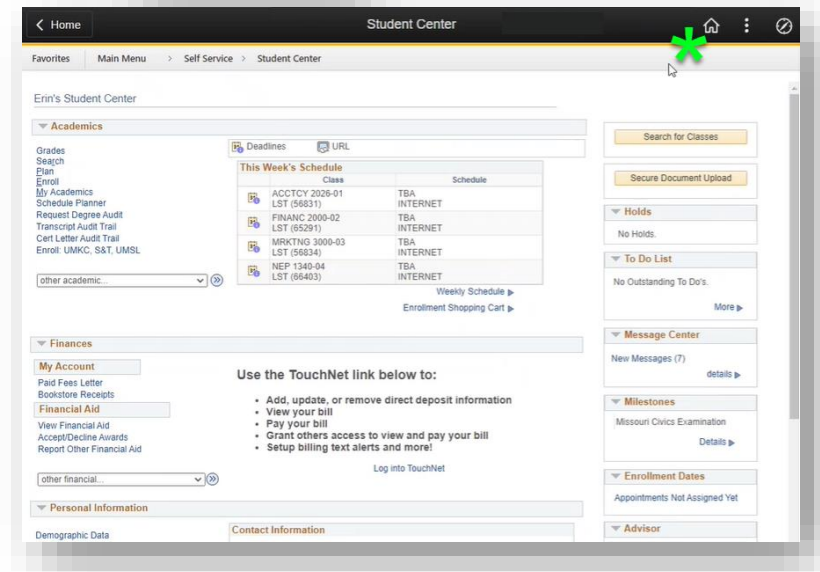 Home
Student Center
Favorites Main Menu > Self Service > Student Center
Erin's Student Center
Academics
Grades
Search
Plan
Enroll
My Academics
Schedule Planner
Request Degree Audit
Transcript Audit Trail
Cert Letter Audit Trail
Enroll: UMKC, S&T, UMSL
other academic...
Deadlines URL
This Week's Schedule
Class Schedule
ACCTCY 2026-01 TBA
LST (56831) INTERNET
FINANC 2000-02 TBA
LST (65291) INTERNET
MRKTNG 3000-03 TBA
LST (56834) INTERNET
NEP 1340-04 TBA
LST (66403) INTERNET
Weekly Schedule
Enrollment Shopping Cart
Finances
My Account
Paid Fees Letter
Bookstore Receipts
Financial Aid
View Financial Aid
Accept/Decline Awards
Report Other Financial Aid
other financial...
Use the TouchNet link below to:
• Add, update, or remove direct deposit information
• View your bill
• Pay your bill
• Grant others access to view and pay your bill
• Setup billing text alerts and more!
Log into TouchNet
Personal Information
Demographic Data
Contact Information
Search for Classes
Secure Document Upload
Holds
No Holds.
To Do List
No Outstanding To Do's.
More
Message Center
New Messages (7)
details
Milestones
Missouri Civics Examination
Details
Enrollment Dates
Appointments Not Assigned Yet
Advisor